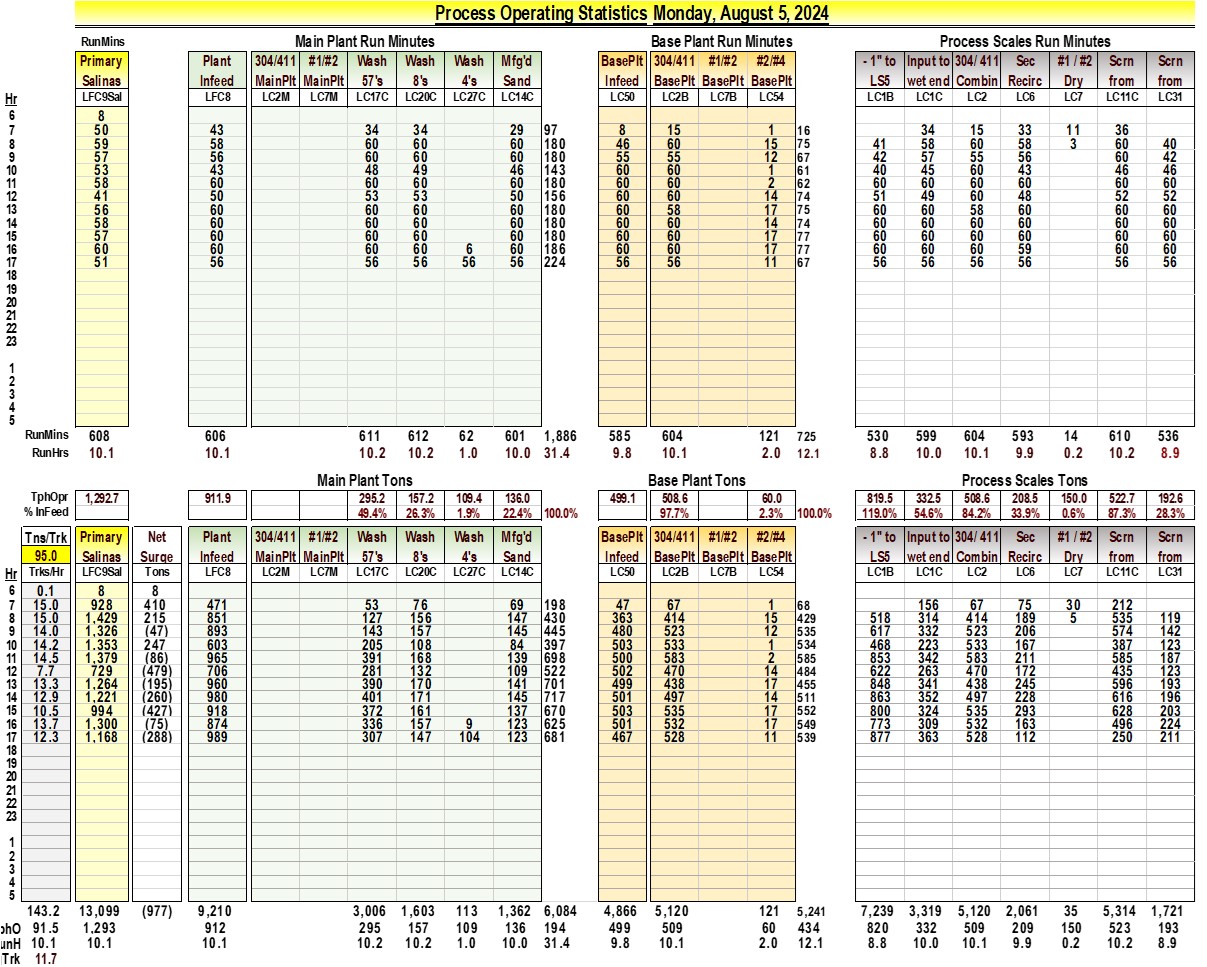 Process Operating Statistics Monday, August 5, 2024
RunMins Main Plant Run Minutes Base Plant Run Minutes Process Scales Run Minutes
Primary Plant 304/411 #1/#2 Wash Wash Wash Mfg'd BasePlt 304/411 #1/#2 #2/#4 - 1" to Input to 304/ 411 Sec #1 / #2 Scrn Scrn
Salinas Infeed MainPlt MainPlt 57's 8's 4's Sand Infeed BasePlt BasePlt BasePlt LS5 wet end Combin Recirc Dry from from
Hr LFC9Sal LFC8 LC2M LC7M LC17C LC20C LC27C LC14C LC50 LC2B LC7B LC54 LC1B LC1C LC2 LC6 LC7 LC11C LC31
6 8
7 50 43 34 34 29 97 8 15 1 16 34 15 33 11 36
8 59 58 60 60 60 180 46 60 15 75 41 58 60 58 3 60 40
9 57 56 60 60 60 180 55 55 12 67 42 57 55 56 60 42
10 53 43 48 49 46 143 60 60 1 61 40 45 60 43 46 46
11 58 60 60 60 60 180 60 60 2 62 60 60 60 60 60 60
12 41 50 53 53 50 156 60 60 14 74 51 49 60 48 52 52
13 56 60 60 60 60 180 60 58 17 75 60 60 58 60 60 60
14 58 60 60 60 60 180 60 60 14 74 60 60 60 60 60 60
15 57 60 60 60 60 180 60 60 17 77 60 60 60 60 60 60
16 60 60 60 60 6 60 186 60 60 17 77 60 60 60 59 60 60
17 51 56 56 56 56 56 224 56 56 11 67 56 56 56 56 56 56
18
19
20
21
22
23
1
2
3
4
5
RunMins 608 606 611 612 62 601 1,886 585 604 121 725 530 599 604 593 14 610 536
RunHrs 10.1 10.1 10.2 10.2 1.0 10.0 31.4 9.8 10.1 2.0 12.1 8.8 10.0 10.1 9.9 0.2 10.2 8.9
Main Plant Tons Base Plant Tons Process Scales Tons
TphOpr 1,292.7 911.9 295.2 157.2 109.4 136.0 499.1 508.6 60.0 819.5 332.5 508.6 208.5 150.0 522.7 192.6
% InFeed 49.4% 26.3% 1.9% 22.4% 100.0% 97.7% 2.3% 100.0% 119.0% 54.6% 84.2% 33.9% 0.6% 87.3% 28.3%
Tns/Trk Primary Net Plant 304/411 #1/#2 Wash Wash Wash Mfg'd BasePlt 304/411 #1/#2 #2/#4 - 1" to Input to 304/ 411 Sec #1 / #2 Scrn Scrn
95.0 Salinas Surge Infeed MainPlt MainPlt 57's 8's 4's Sand Infeed BasePlt BasePlt BasePlt LS5 wet end Combin Recirc Dry from from
Hr Trks/Hr LFC9Sal Tons LFC8 LC2M LC7M LC17C LC20C LC27C LC14C LC50 LC2B LC7B LC54 LC1B LC1C LC2 LC6 LC7 LC11C LC31
6 0.1 8 8
7 15.0 928 410 471 53 76 69 198 47 67 1 68 156 67 75 30 212
8 15.0 1,429 215 851 127 156 147 430 363 414 15 429 518 314 414 189 5 535 119
9 14.0 1,326 (47) 893 143 157 145 445 480 523 12 535 617 332 523 206 574 142
10 14.2 1,353 247 603 205 108 84 397 503 533 1 534 468 223 533 167 387 123
11 14.5 1,379 (86) 965 391 168 139 698 500 583 2 585 853 342 583 211 585 187
12 7.7 729 (479) 706 281 132 109 522 502 470 14 484 622 263 470 172 435 123
13 13.3 1,264 (195) 960 390 170 141 701 499 438 17 455 848 341 438 245 596 193
14 12.9 1,221 (260) 980 401 171 145 717 501 497 14 511 863 352 497 228 616 196
15 10.5 994 (427) 918 372 161 137 670 503 535 17 552 800 324 535 293 628 203
16 13.7 1,300 (75) 874 336 157 9 123 625 501 532 17 549 773 309 532 163 496 224
17 12.3 1,168 (288) 989 307 147 104 123 681 467 528 11 539 877 363 528 112 250 211
18
19
20
21
22
23
1
2
3
4
5
143.2 13,099 (977) 9,210 3,006 1,603 113 1,362 6,084 4,866 5,120 121 5,241 7,239 3,319 5,120 2,061 35 5,314 1,721
phO 91.5 1,293 912 295 157 109 136 194 499 509 60 434 820 332 509 209 150 523 193
unH 10.1 10.1 10.1 10.2 10.2 1.0 10.0 31.4 9.8 10.1 2.0 12.1 8.8 10.0 10.1 9.9 0.2 10.2 8.9
Trk 11.7